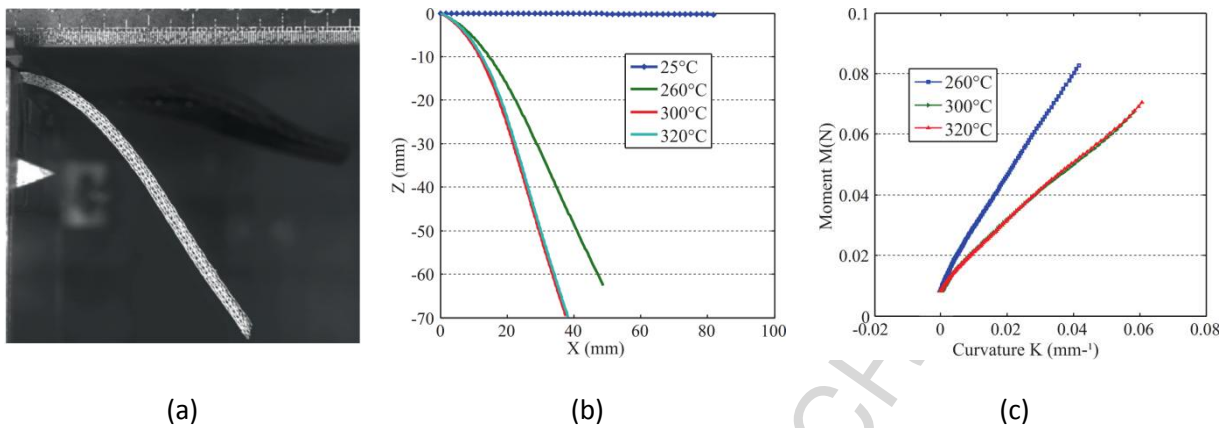 0
-10
-20
-30
-40
-50
-60
-70
Z (mm)
0 20 40 60 80 100
X (mm)
25°C
260°C
300°C
320°C
0.1
0.08
0.06
0.04
0.02
0
Moment M(N)
-0.02 0 0.02 0.04 0.06 0.08
Curvature K (mm-¹)
260°C
300°C
320°C
(a) (b) (c)